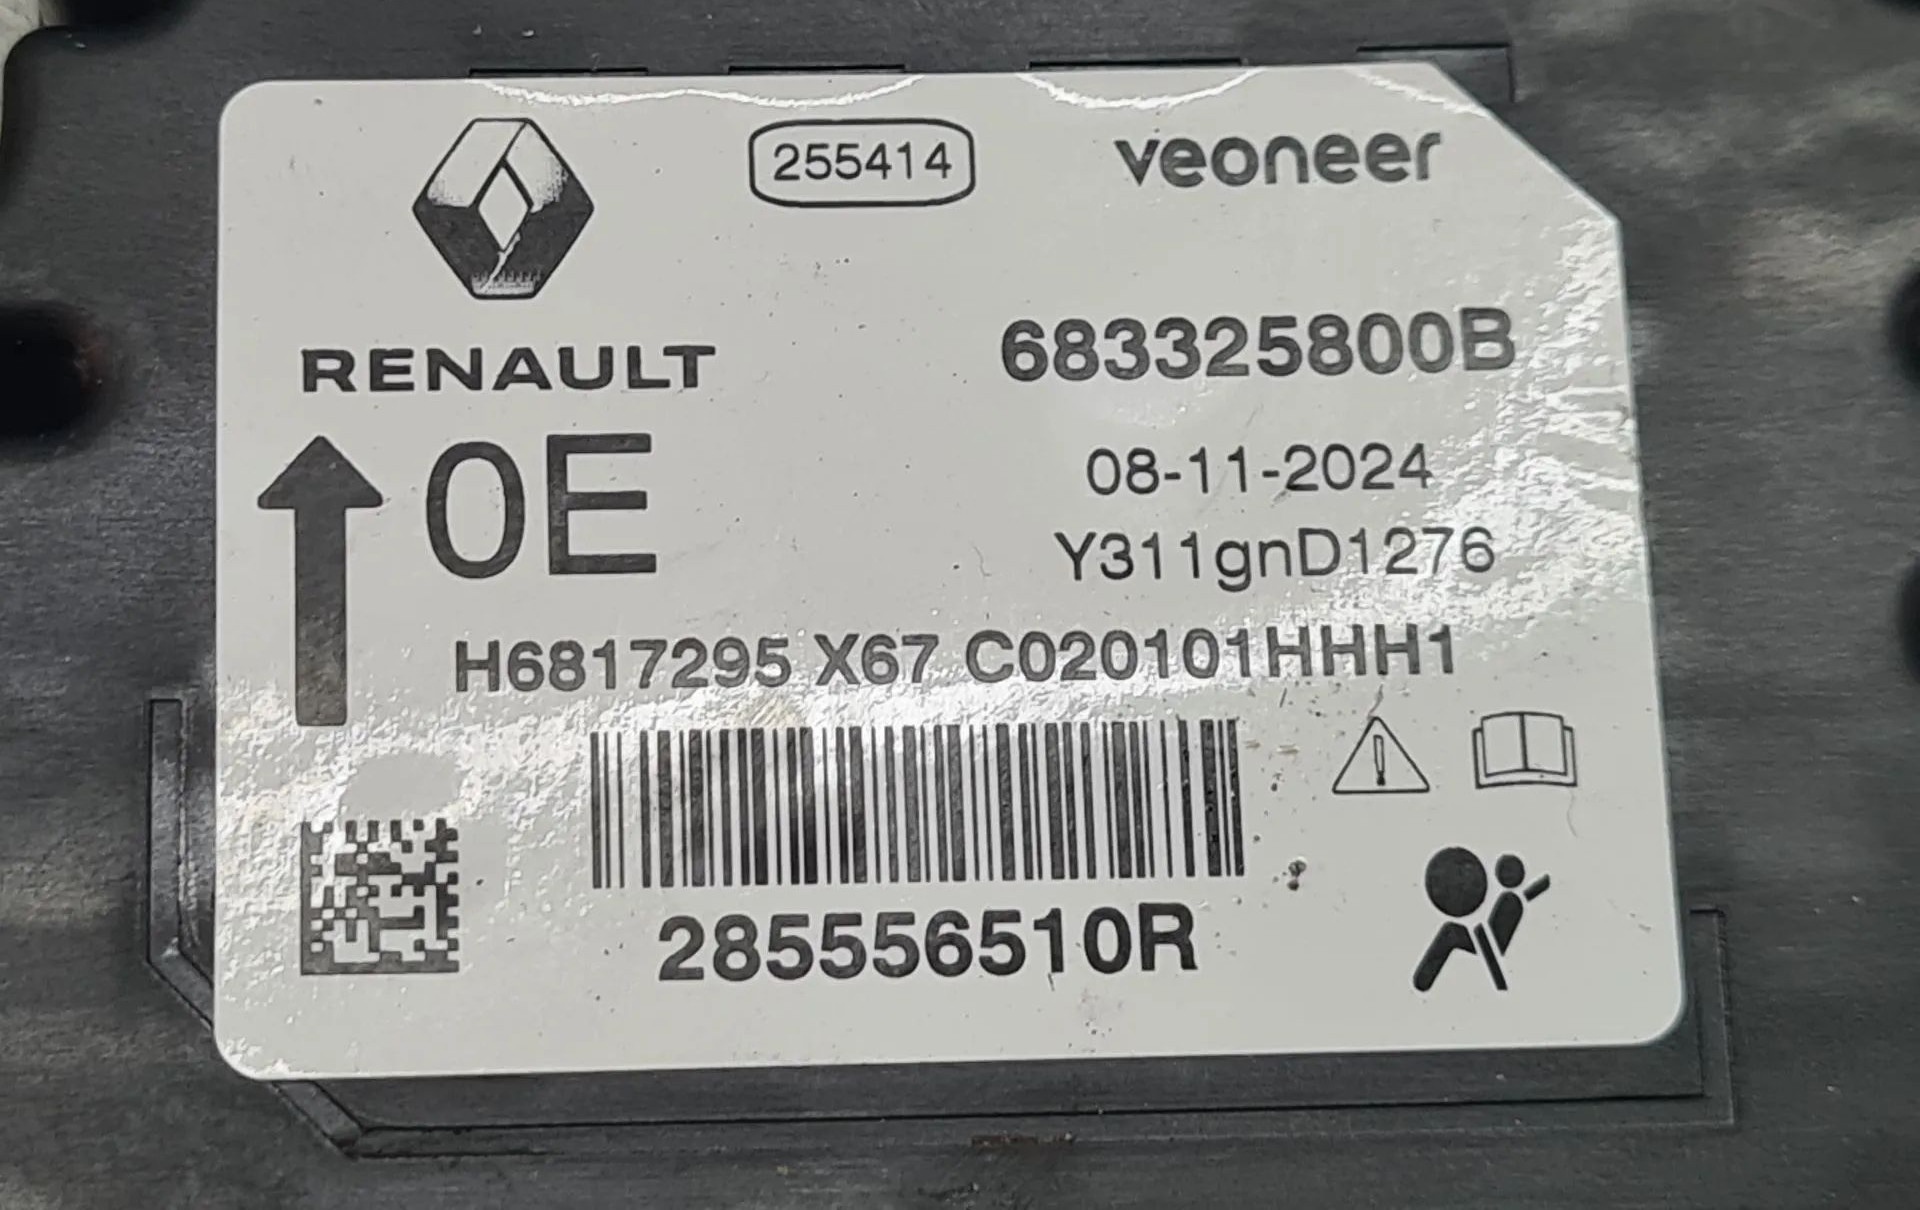 255414
veoneer
RENAULT
683325800B
0E
08-11-2024
Y311gnD1276
H6817295 X67 C020101HHH1
285556510R